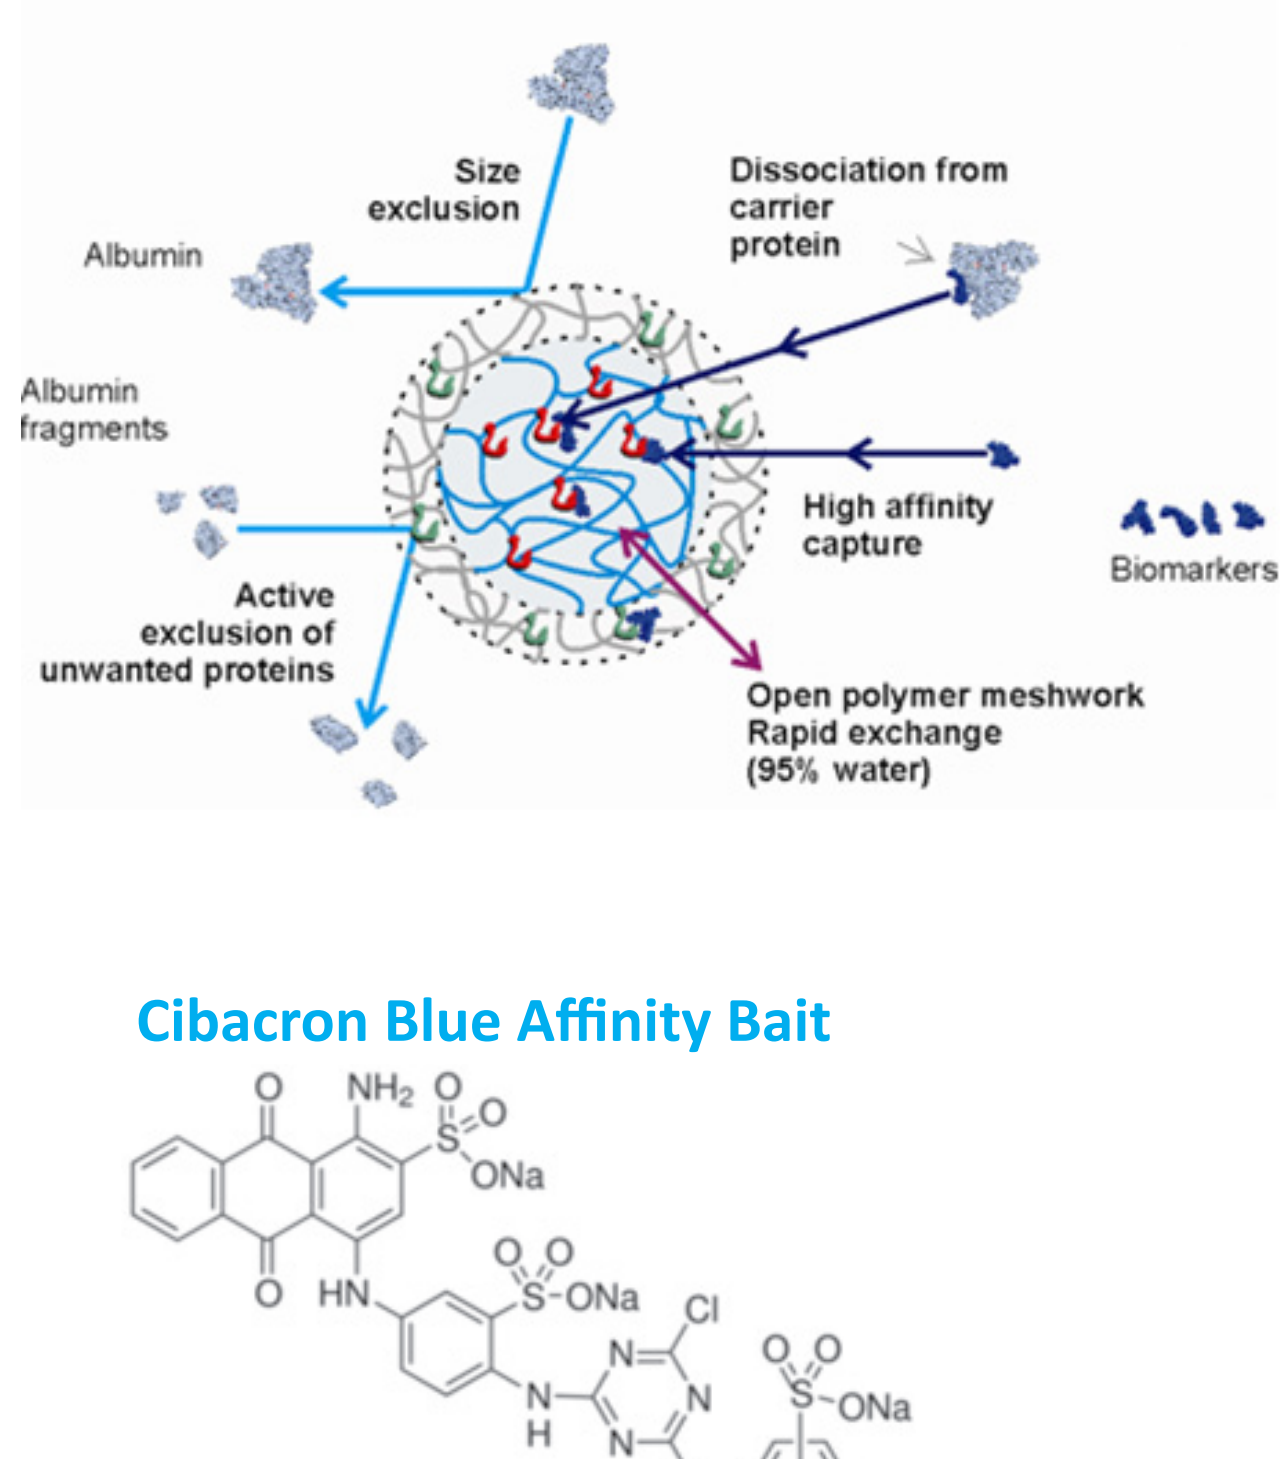 Size
exclusion
Dissociation from
carrier
protein
Albumin
Albumin
fragments
High affinity
capture
Biomarkers
Active
exclusion of
unwanted proteins
Open polymer meshwork
Rapid exchange
(95% water)
Cibacron Blue Affinity Bait
O NH₂ O
S O
ONa
O O
O HN S ONa
Cl
N O O
N N S ONa
H N